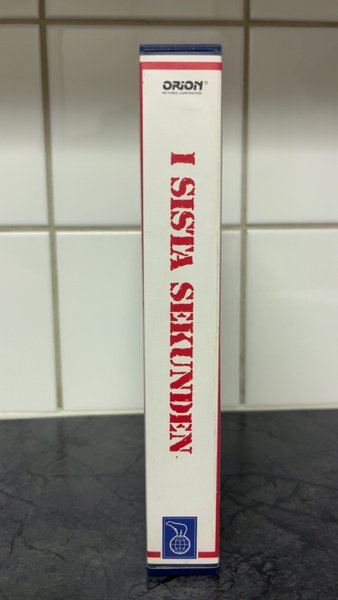 ORION®
PICTURES CORPORATION
I SISTA SEKUNDEN